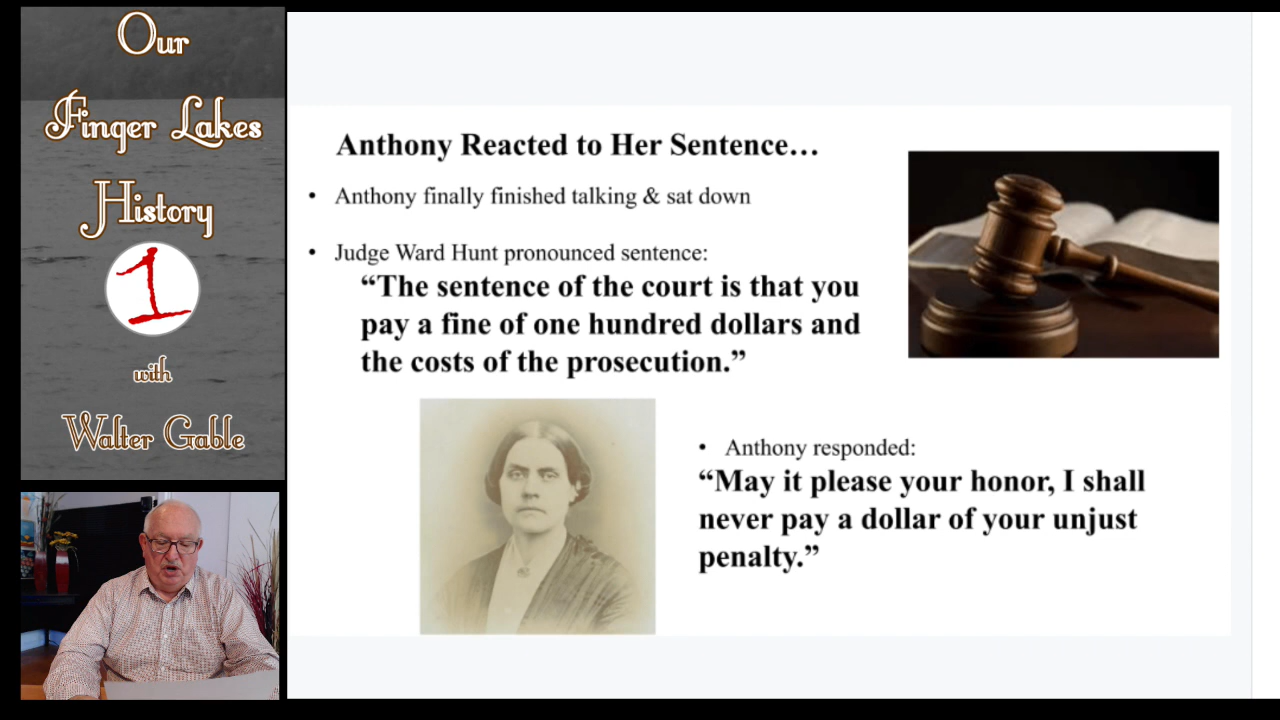 Our
Finger Lakes
History
1
with
Walter Gable
Anthony Reacted to Her Sentence…
• Anthony finally finished talking & sat down
• Judge Ward Hunt pronounced sentence:
“The sentence of the court is that you
pay a fine of one hundred dollars and
the costs of the prosecution.”
• Anthony responded:
“May it please your honor, I shall
never pay a dollar of your unjust
penalty.”